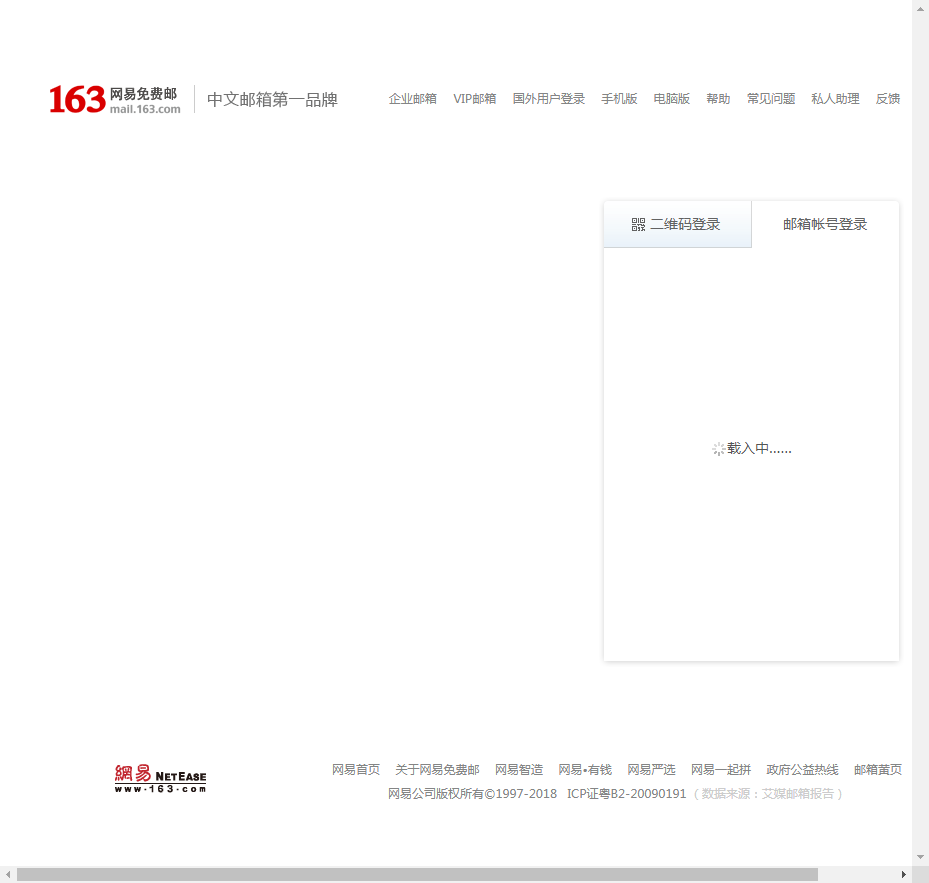 163 网易免费邮 mail.163.com 中文邮箱第一品牌 企业邮箱 VIP邮箱 国外用户登录 手机版 电脑版 帮助 常见问题 私人助理 反馈
二维码登录 邮箱帐号登录
载入中......
網易 NETEASE
www.163.com
网易首页 关于网易免费邮 网易智造 网易•有钱 网易严选 网易一起拼 政府公益热线 邮箱黄页
网易公司版权所有©1997-2018 ICP证粤B2-20090191 （数据来源：艾媒邮箱报告）